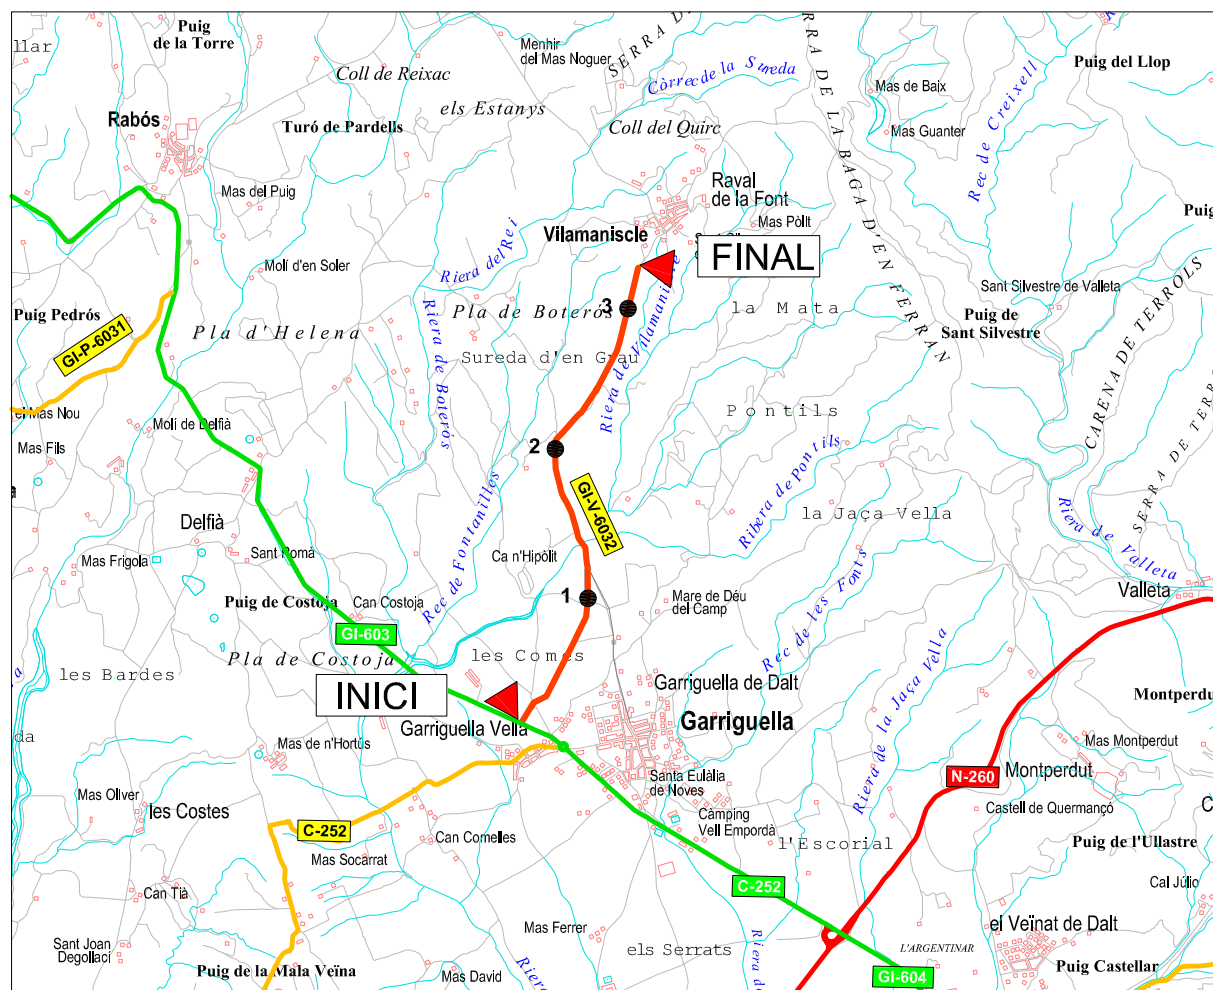 Puig
de la Torre
llar
Menhir
del Mas Noguer
SERRA D
RRA DE LA BAGA D'EN FERRAN
Coll de Reixac
Còrrec de la Sureda
els Estanys
Coll del Quirc
Puig del Llop
Mas de Baix
Mas Guanter
Rec de Creixell
Rabós
Turó de Pardells
Mas del Puig
Raval
de la Font
Mas Pòlit
Vilamaniscle
FINAL
Puig
Riera del Rei
Molí d'en Soler
Sant Silvestre de Valleta
Puig de
Sant Silvestre
CARENA DE TERROLS
SERRA DE TERR
Puig Pedrós
GI-P-6031
Pla d'Helena
Riera de Boterós
Pla de Boterós
3
la Mata
Riera de Vilamaniscle
Sureda d'en Grau
el Mas Nou
Mas Fils
Molí de Delfià
Pontils
2
Ribera de Pontils
GI-V-6032
Rec de Fontanilles
la Jaça Vella
Riera de Valleta
Delfià
Mas Frigola
Sant Romà
Ca n'Hipòlit
Puig de Costoja
Can Costoja
1
Mare de Déu
del Camp
Rec de les Fonts
Valleta
GI-603
Pla de Costoja
les Comes
les Bardes
INICI
Garriguella de Dalt
Garriguella
Garriguella Vella
Riera de la Jaça Vella
Montperdu
da
Mas de n'Hortús
Mas Montperdut
Santa Eulàlia
de Noves
N-260
Montperdut
Mas Oliver
les Costes
C-252
Can Comelles
Càmping
Vell Empordà
Castell de Quermançó
C
l'Escorial
Puig de l'Ullastre
Mas Socarrat
Can Tià
C-252
Cal Júlio
Mas Ferrer
el Veïnat de Dalt
Sant Joan
Degollací
els Serrats
L'ARGENTINAR
Puig de la Mala Veïna
Mas David
Rier
Riera de
GI-604
Puig Castellar